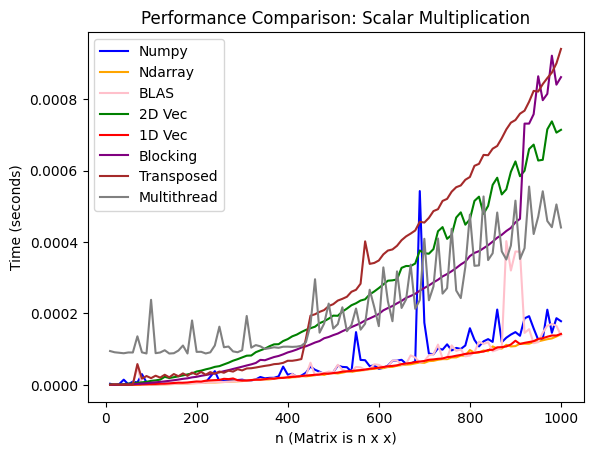 Performance Comparison: Scalar Multiplication
Numpy
Ndarray
BLAS
2D Vec
1D Vec
Blocking
Transposed
Multithread
Time (seconds)
0.0008
0.0006
0.0004
0.0002
0.0000
0
200
400
600
800
1000
n (Matrix is n x x)